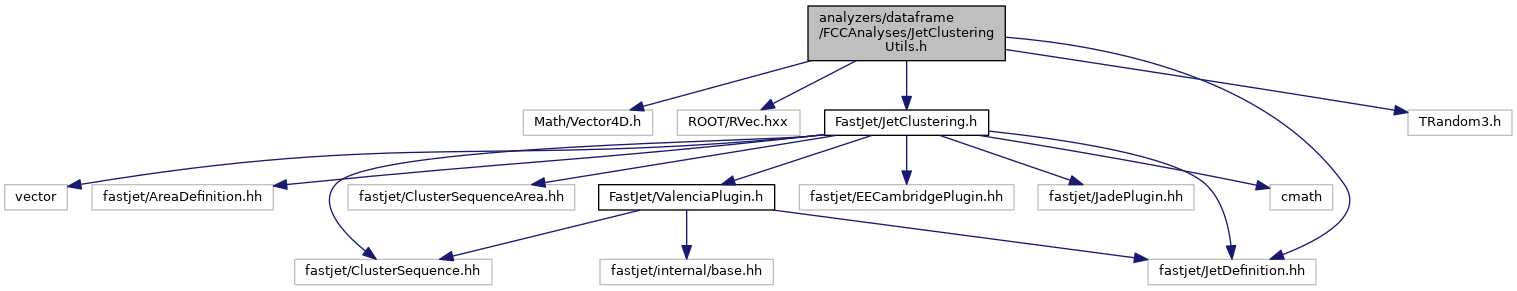 analyzers/dataframe
/FCCAnalyses/JetClustering
Utils.h
Math/Vector4D.h
ROOT/RVec.hxx
FastJet/JetClustering.h
TRandom3.h
vector
fastjet/AreaDefinition.hh
fastjet/ClusterSequenceArea.hh
FastJet/ValenciaPlugin.h
fastjet/EECambridgePlugin.hh
fastjet/JadePlugin.hh
cmath
fastjet/ClusterSequence.hh
fastjet/internal/base.hh
fastjet/JetDefinition.hh